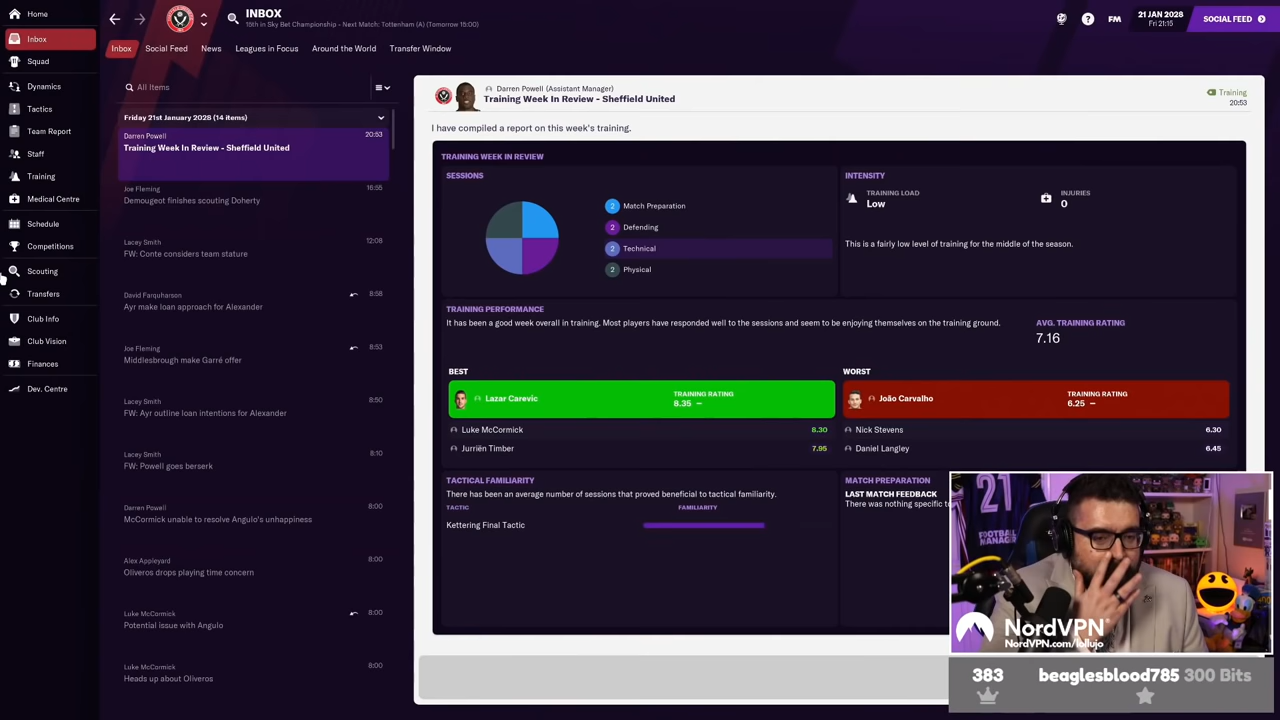 Home
INBOX
15th in Sky Bet Championship - Next Match: Tottenham (A) (Tomorrow 15:00)
FM
21 JAN 2028
Fri 21:15
SOCIAL FEED
Inbox
Squad
Dynamics
Tactics
Team Report
Staff
Training
Medical Centre
Schedule
Competitions
Scouting
Transfers
Club Info
Club Vision
Finances
Dev. Centre
Inbox
Social Feed
News
Leagues in Focus
Around the World
Transfer Window
All Items
Friday 21st January 2028 (14 items)
Darren Powell
20:53
Training Week In Review - Sheffield United
Joe Fleming
16:55
Demougeot finishes scouting Doherty
Lacey Smith
12:08
FW: Conte considers team stature
David Farquharson
8:58
Ayr make loan approach for Alexander
Joe Fleming
8:53
Middlesbrough make Garré offer
Lacey Smith
8:50
FW: Ayr outline loan intentions for Alexander
Lacey Smith
8:10
FW: Powell goes berserk
Darren Powell
8:00
McCormick unable to resolve Angulo's unhappiness
Alex Appleyard
8:00
Oliveros drops playing time concern
Luke McCormick
8:00
Potential issue with Angulo
Luke McCormick
8:00
Heads up about Oliveros
Darren Powell (Assistant Manager)
Training Week In Review - Sheffield United
Training
20:53
I have compiled a report on this week's training.
TRAINING WEEK IN REVIEW
SESSIONS
2 Match Preparation
2 Defending
2 Technical
2 Physical
INTENSITY
TRAINING LOAD
Low
INJURIES
0
This is a fairly low level of training for the middle of the season.
TRAINING PERFORMANCE
It has been a good week overall in training. Most players have responded well to the sessions and seem to be enjoying themselves on the training ground.
AVG. TRAINING RATING
7.16
BEST
Lazar Carevic
TRAINING RATING
8.35 –
Luke McCormick 8.30
Jurriën Timber 7.95
WORST
João Carvalho
TRAINING RATING
6.25 –
Nick Stevens 6.30
Daniel Langley 6.45
TACTICAL FAMILIARITY
There has been an average number of sessions that proved beneficial to tactical familiarity.
TACTIC
FAMILIARITY
Kettering Final Tactic
MATCH PREPARATION
LAST MATCH FEEDBACK
There was nothing specific
21
FOOTBALL
MANAGER
NordVPN
NordVPN.com/lollujo
383
beaglesblood785 300 Bits